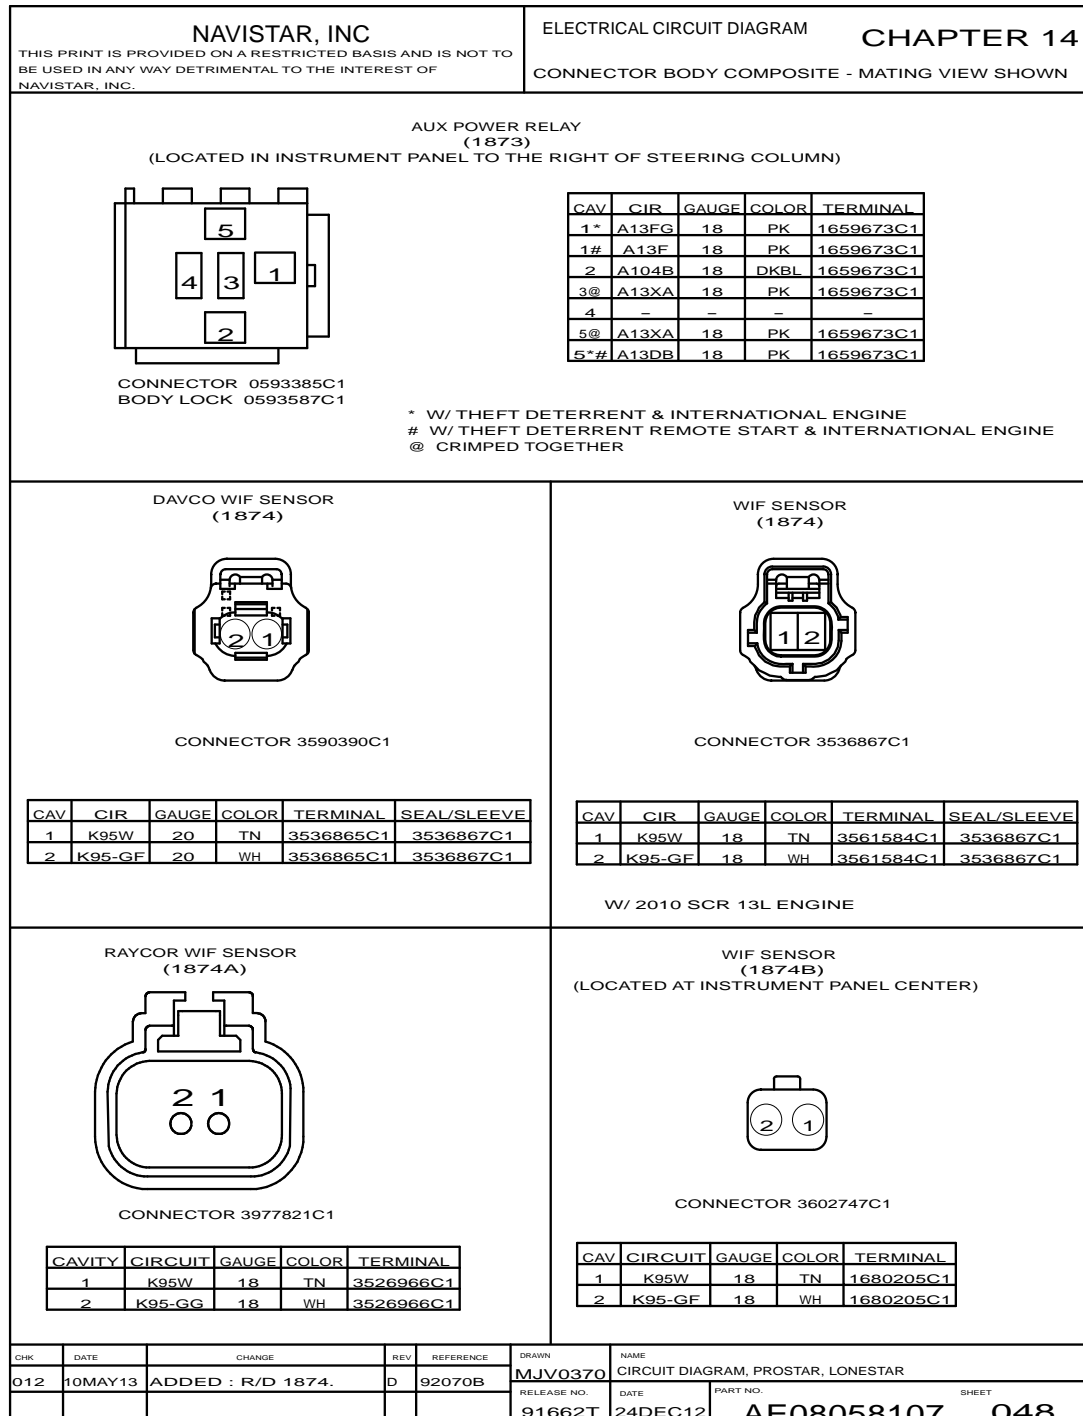 NAVISTAR, INC
THIS PRINT IS PROVIDED ON A RESTRICTED BASIS AND IS NOT TO
BE USED IN ANY WAY DETRIMENTAL TO THE INTEREST OF
NAVISTAR, INC.
ELECTRICAL CIRCUIT DIAGRAM
CHAPTER 14
CONNECTOR BODY COMPOSITE - MATING VIEW SHOWN
AUX POWER RELAY
(1873)
(LOCATED IN INSTRUMENT PANEL TO THE RIGHT OF STEERING COLUMN)
5
4 3 1
2
CONNECTOR 0593385C1
BODY LOCK 0593587C1
CAV CIR GAUGE COLOR TERMINAL
1* A13FG 18 PK 1659673C1
1# A13F 18 PK 1659673C1
2 A104B 18 DKBL 1659673C1
3@ A13XA 18 PK 1659673C1
4 – – – –
5@ A13XA 18 PK 1659673C1
5*# A13DB 18 PK 1659673C1
* W/ THEFT DETERRENT & INTERNATIONAL ENGINE
# W/ THEFT DETERRENT REMOTE START & INTERNATIONAL ENGINE
@ CRIMPED TOGETHER
DAVCO WIF SENSOR
(1874)
2 1
CONNECTOR 3590390C1
CAV CIR GAUGE COLOR TERMINAL SEAL/SLEEVE
1 K95W 20 TN 3536865C1 3536867C1
2 K95-GF 20 WH 3536865C1 3536867C1
WIF SENSOR
(1874)
1 2
CONNECTOR 3536867C1
CAV CIR GAUGE COLOR TERMINAL SEAL/SLEEVE
1 K95W 18 TN 3561584C1 3536867C1
2 K95-GF 18 WH 3561584C1 3536867C1
W/ 2010 SCR 13L ENGINE
RAYCOR WIF SENSOR
(1874A)
2 1
CONNECTOR 3977821C1
CAVITY CIRCUIT GAUGE COLOR TERMINAL
1 K95W 18 TN 3526966C1
2 K95-GG 18 WH 3526966C1
WIF SENSOR
(1874B)
(LOCATED AT INSTRUMENT PANEL CENTER)
2 1
CONNECTOR 3602747C1
CAV CIRCUIT GAUGE COLOR TERMINAL
1 K95W 18 TN 1680205C1
2 K95-GF 18 WH 1680205C1
CHK DATE CHANGE REV REFERENCE
012 10MAY13 ADDED : R/D 1874. D 92070B
DRAWN
MJV0370
NAME
CIRCUIT DIAGRAM, PROSTAR, LONESTAR
RELEASE NO. DATE PART NO. SHEET
91662T 24DEC12 AE08058107 048